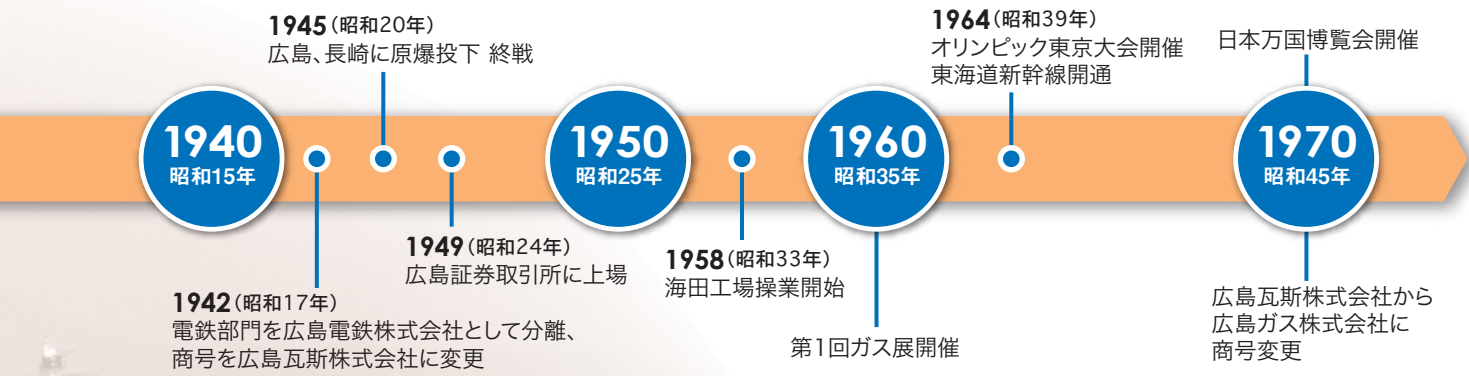 1945(昭和20年)
広島、長崎に原爆投下 終戦
1964(昭和39年)
オリンピック東京大会開催
東海道新幹線開通
日本万国博覧会開催
1940
昭和15年
1950
昭和25年
1960
昭和35年
1970
昭和45年
1942(昭和17年)
電鉄部門を広島電鉄株式会社として分離、
商号を広島瓦斯株式会社に変更
1949(昭和24年)
広島証券取引所に上場
1958(昭和33年)
海田工場操業開始
第1回ガス展開催
広島瓦斯株式会社から
広島ガス株式会社に
商号変更